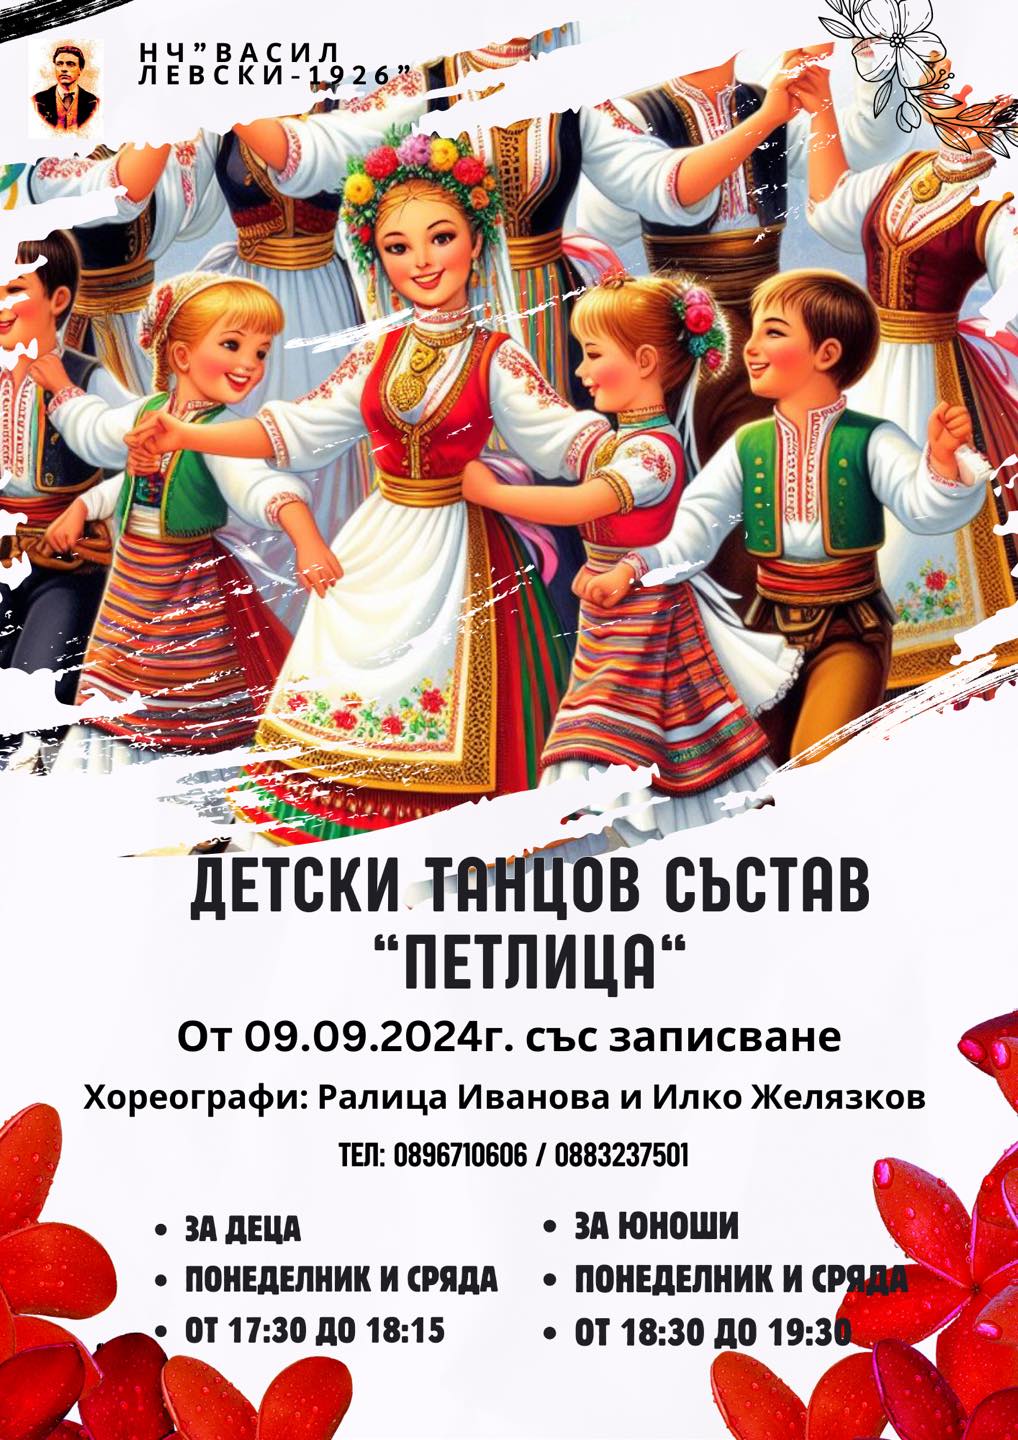 НЧ”ВАСИЛ
ЛЕВСКИ-1926”
ДЕТСКИ ТАНЦОВ СЪСТАВ
“ПЕТЛИЦА“
От 09.09.2024г. със записване
Хореографи: Ралица Иванова и Илко Желязков
ТЕЛ: 0896710606 / 0883237501
• ЗА ДЕЦА
• ПОНЕДЕЛНИК И СРЯДА
• ОТ 17:30 ДО 18:15
• ЗА ЮНОШИ
• ПОНЕДЕЛНИК И СРЯДА
• ОТ 18:30 ДО 19:30